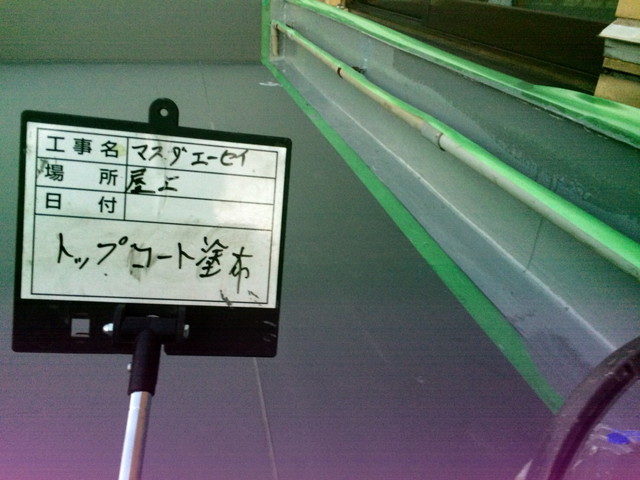 工事名 マスダエーセイ
場所 屋上
日付
トップコート塗布